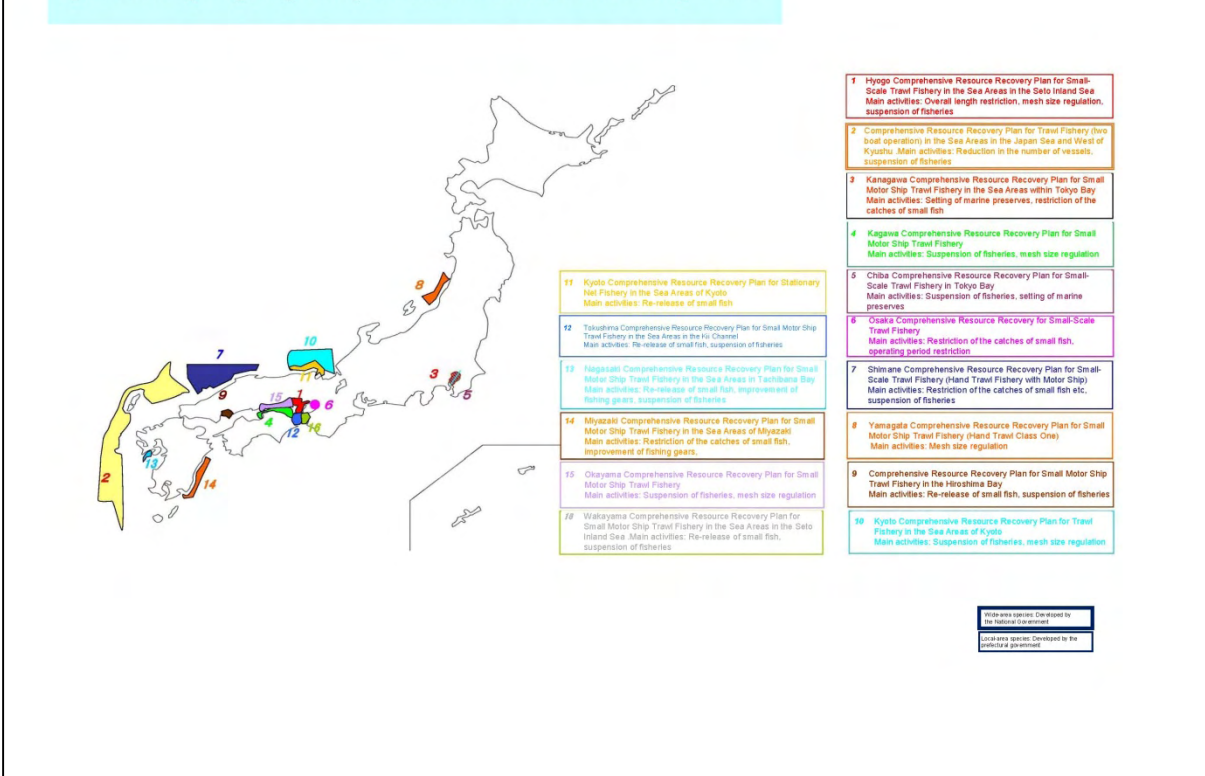 1 Hyogo Comprehensive Resource Recovery Plan for Small-
Scale Trawl Fishery in the Sea Areas in the Seto Inland Sea
Main activities: Overall length restriction, mesh size regulation,
suspension of fisheries
2 Comprehensive Resource Recovery Plan for Trawl Fishery (two
boat operation) in the Sea Areas in the Japan Sea and West of
Kyushu .Main activities: Reduction in the number of vessels,
suspension of fisheries
3 Kanagawa Comprehensive Resource Recovery Plan for Small
Motor Ship Trawl Fishery in the Sea Areas within Tokyo Bay
Main activities: Setting of marine preserves, restriction of the
catches of small fish
4 Kagawa Comprehensive Resource Recovery Plan for Small
Motor Ship Trawl Fishery
Main activities: Suspension of fisheries, mesh size regulation
5 Chiba Comprehensive Resource Recovery Plan for Small-
Scale Trawl Fishery in Tokyo Bay
Main activities: Suspension of fisheries, setting of marine
preserves
6 Osaka Comprehensive Resource Recovery Plan for Small-Scale
Trawl Fishery
Main activities: Restriction of the catches of small fish,
operating period restriction
7 Shimane Comprehensive Resource Recovery Plan for Small-
Scale Trawl Fishery (Hand Trawl Fishery with Motor Ship)
Main activities: Restriction of the catches of small fish etc,
suspension of fisheries
8 Yamagata Comprehensive Resource Recovery Plan for Small
Motor Ship Trawl Fishery (Hand Trawl Class One)
Main activities: Mesh size regulation
9 Comprehensive Resource Recovery Plan for Small Motor Ship
Trawl Fishery in the Hiroshima Bay
Main activities: Re-release of small fish, suspension of fisheries
10 Kyoto Comprehensive Resource Recovery Plan for Trawl
Fishery in the Sea Areas of Kyoto
Main activities: Suspension of fisheries, mesh size regulation
11 Kyoto Comprehensive Resource Recovery Plan for Stationary
Net Fishery in the Sea Areas of Kyoto
Main activities: Re-release of small fish
12 Tokushima Comprehensive Resource Recovery Plan for Small Motor Ship
Trawl Fishery in the Sea Areas in the Kii Channel
Main activities: Re-release of small fish, suspension of fisheries
13 Nagasaki Comprehensive Resource Recovery Plan for Small
Motor Ship Trawl Fishery in the Sea Areas in Tachibana Bay
Main activities: Re-release of small fish, improvement of
fishing gears, suspension of fisheries
14 Miyazaki Comprehensive Resource Recovery Plan for Small
Motor Ship Trawl Fishery in the Sea Areas of Miyazaki
Main activities: Restriction of the catches of small fish,
improvement of fishing gears,
15 Okayama Comprehensive Resource Recovery Plan for Small
Motor Ship Trawl Fishery
Main activities: Suspension of fisheries, mesh size regulation
Wakayama Comprehensive Resource Recovery Plan for
Small Motor Ship Trawl Fishery in the Sea Areas in the Seto
Inland Sea .Main activities: Re-release of small fish,
suspension of fisheries
8
10
7
11
3
5
9
15
1
6
4
12
16
13
2
14
Wide-area species: Developed by
the National Government
Local-area species: Developed by the
prefectural government